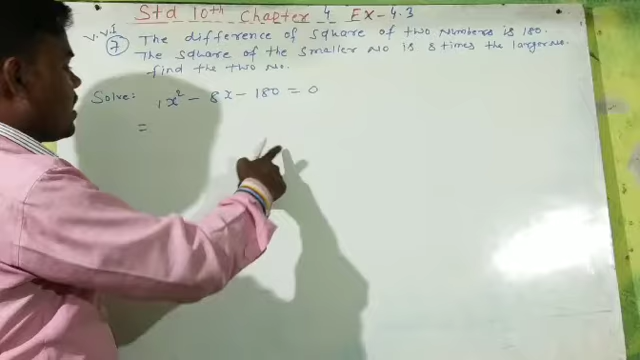 Std 10th Chapter 4 EX-4.3
V.V.I
7 The difference of square of two numbers is 180.
The square of the smaller no is 8 times the larger no.
find the two no.
Solve: 1x² - 8x - 180 = 0
=